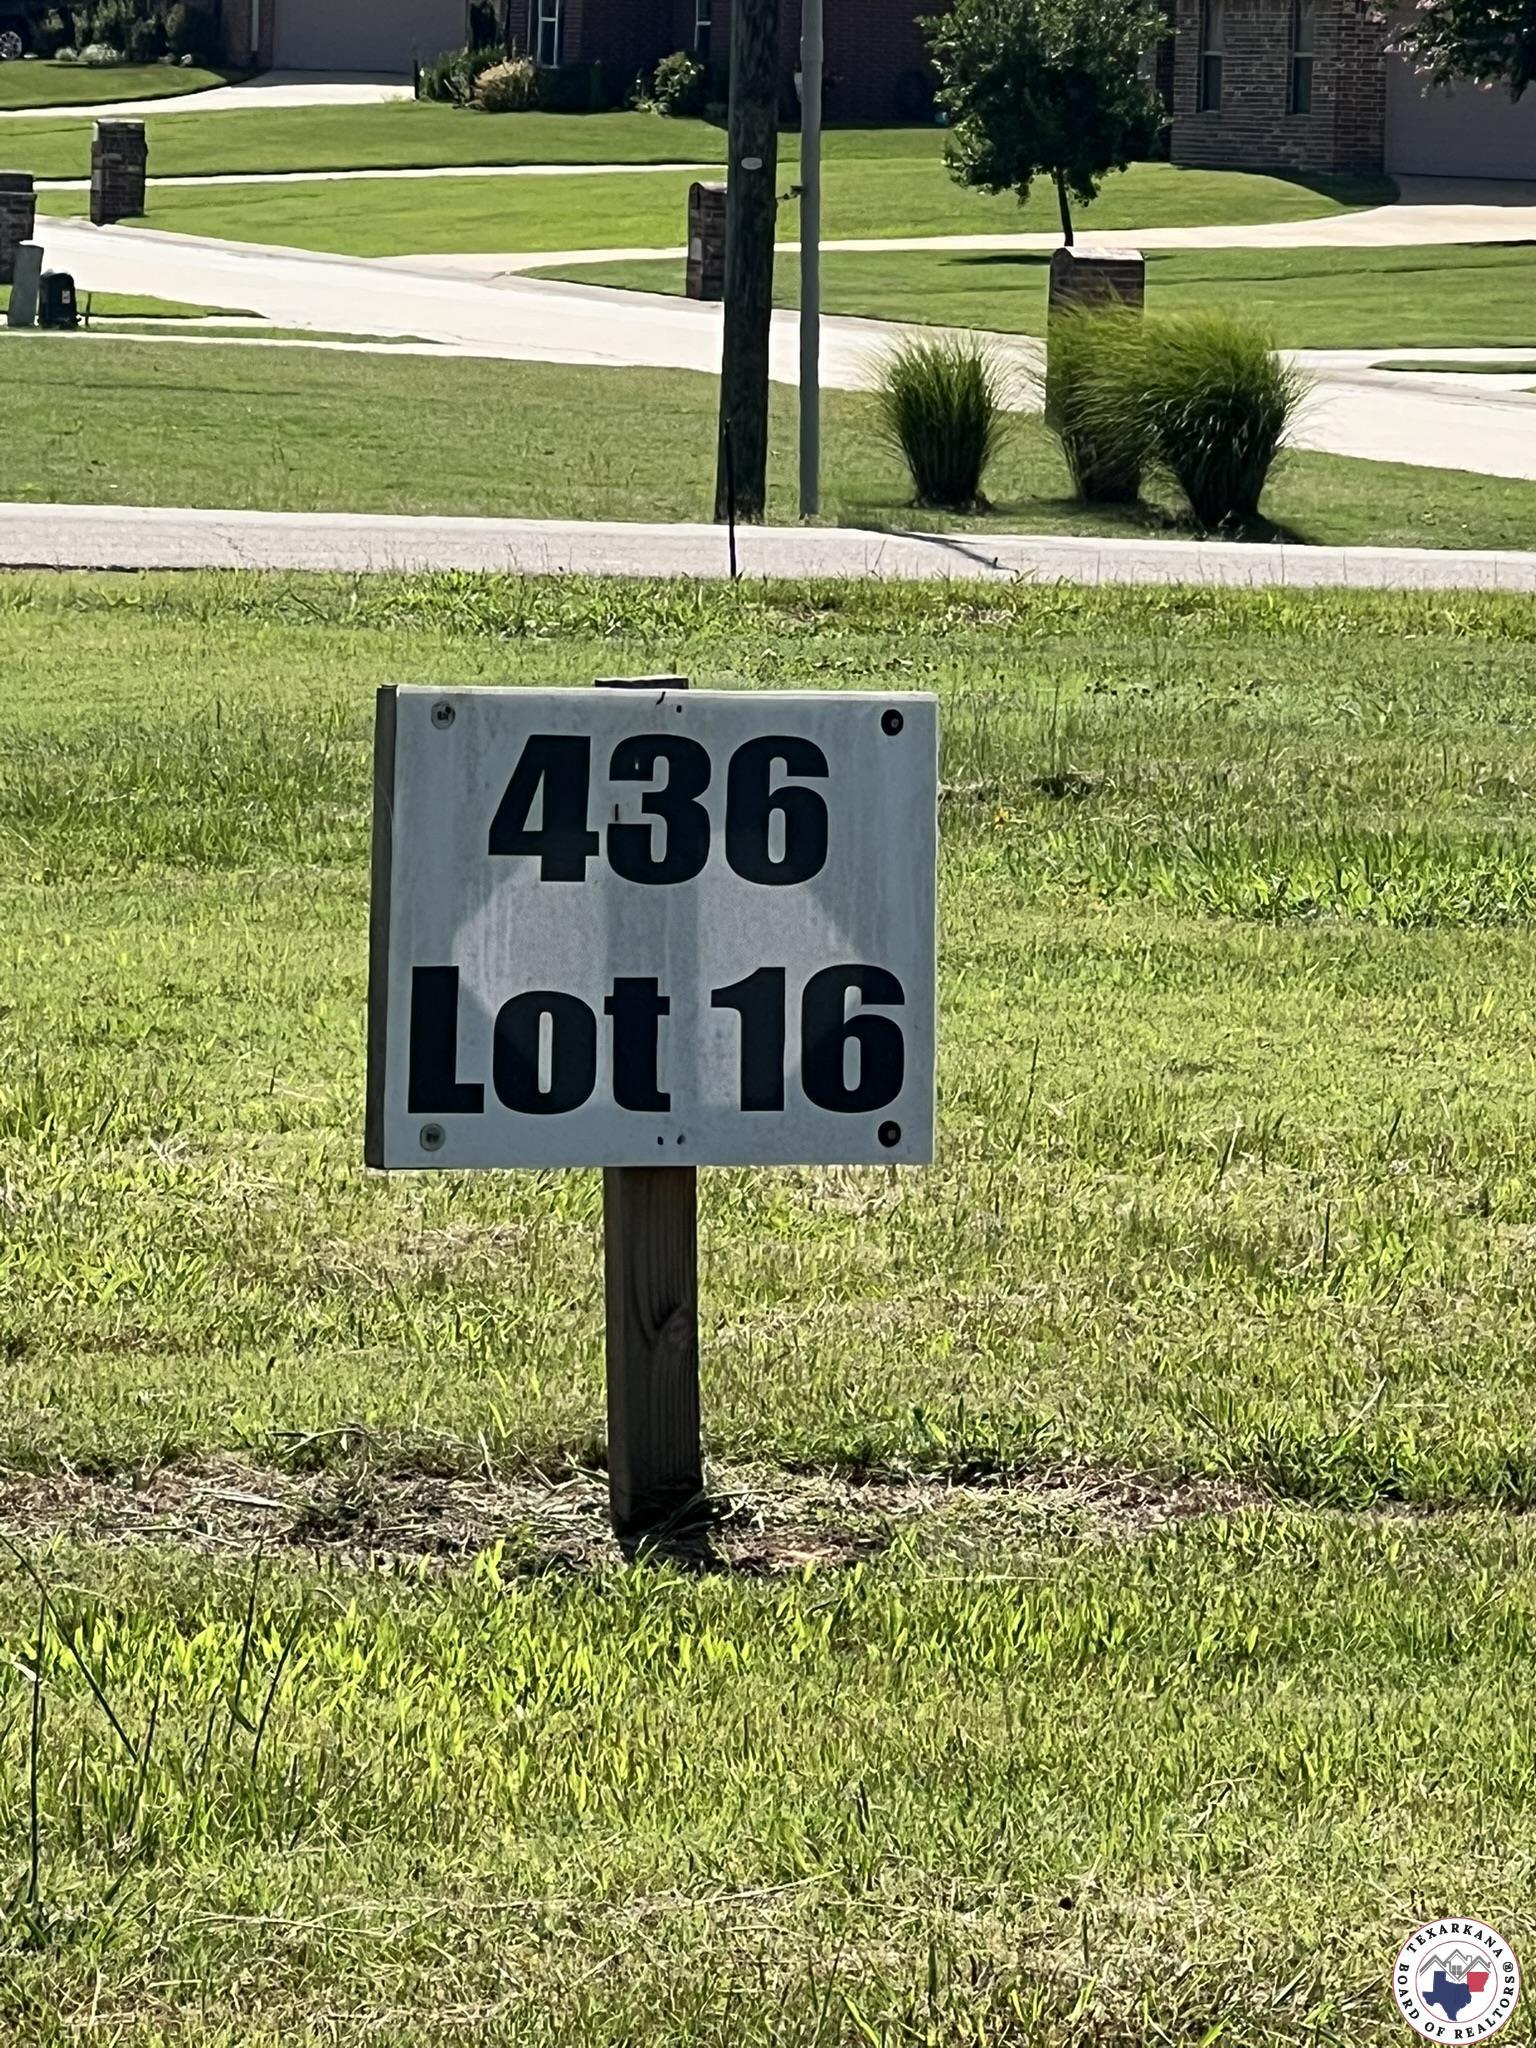 436
Lot 16
TEXARKANA ®
BOARD OF REALTORS